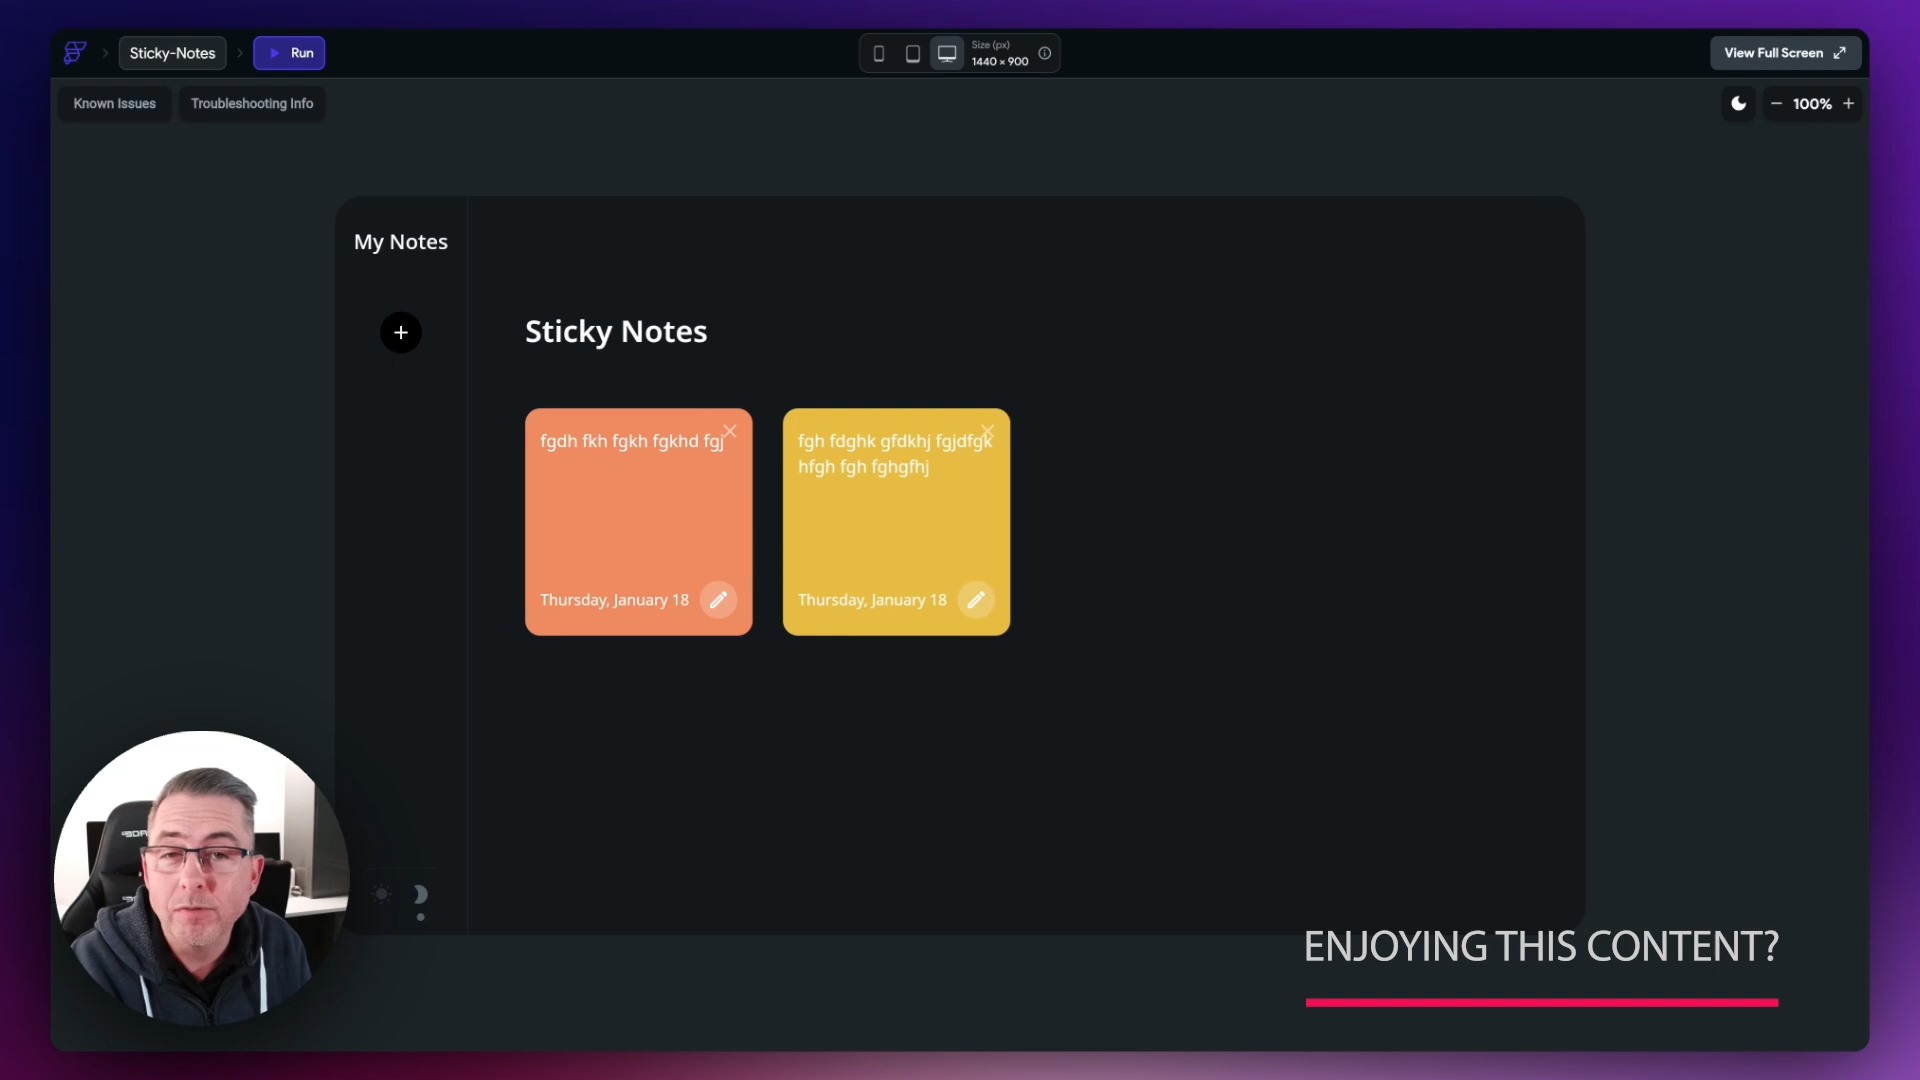 Sticky-Notes
Run
Size (px)
1440 × 900
View Full Screen
Known Issues
Troubleshooting Info
100%
My Notes
Sticky Notes
fgdh fkh fgkh fgkhd fgj
Thursday, January 18
fgh fdghk gfdkhj fgjdfgk
hfgh fgh fghgfhj
Thursday, January 18
ENJOYING THIS CONTENT?